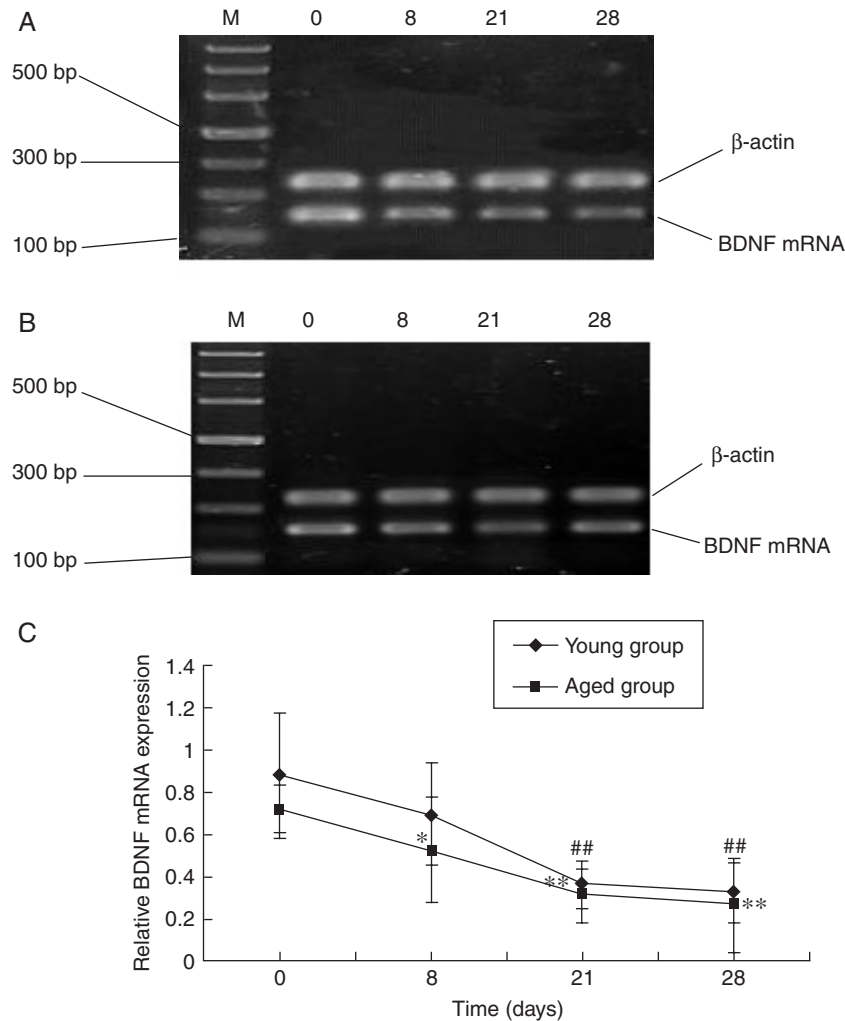 A
M 0 8 21 28
500 bp
300 bp
100 bp
β-actin
BDNF mRNA
B
M 0 8 21 28
500 bp
300 bp
100 bp
β-actin
BDNF mRNA
C
Young group
Aged group
Relative BDNF mRNA expression
1.4
1.2
1
0.8
0.6
0.4
0.2
0
*
**
##
##
**
0 8 21 28
Time (days)